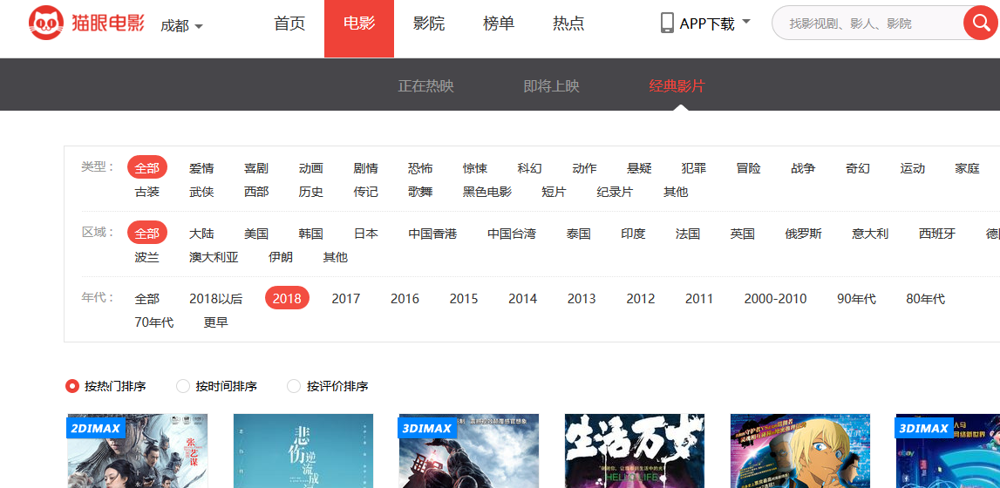 猫眼电影 成都 首页 电影 影院 榜单 热点 APP下载 找影视剧、影人、影院
正在热映 即将上映 经典影片
类型 : 全部 爱情 喜剧 动画 剧情 恐怖 惊悚 科幻 动作 悬疑 犯罪 冒险 战争 奇幻 运动 家庭
古装 武侠 西部 历史 传记 歌舞 黑色电影 短片 纪录片 其他
区域 : 全部 大陆 美国 韩国 日本 中国香港 中国台湾 泰国 印度 法国 英国 俄罗斯 意大利 西班牙 德
波兰 澳大利亚 伊朗 其他
年代 : 全部 2018以后 2018 2017 2016 2015 2014 2013 2012 2011 2000-2010 90年代 80年代
70年代 更早
按热门排序 按时间排序 按评价排序
2DIMAX
张艺谋
悲伤逆流成
3DIMAX
生活万岁
HELLO LIFE
3DIMAX
网络新世界
ebay